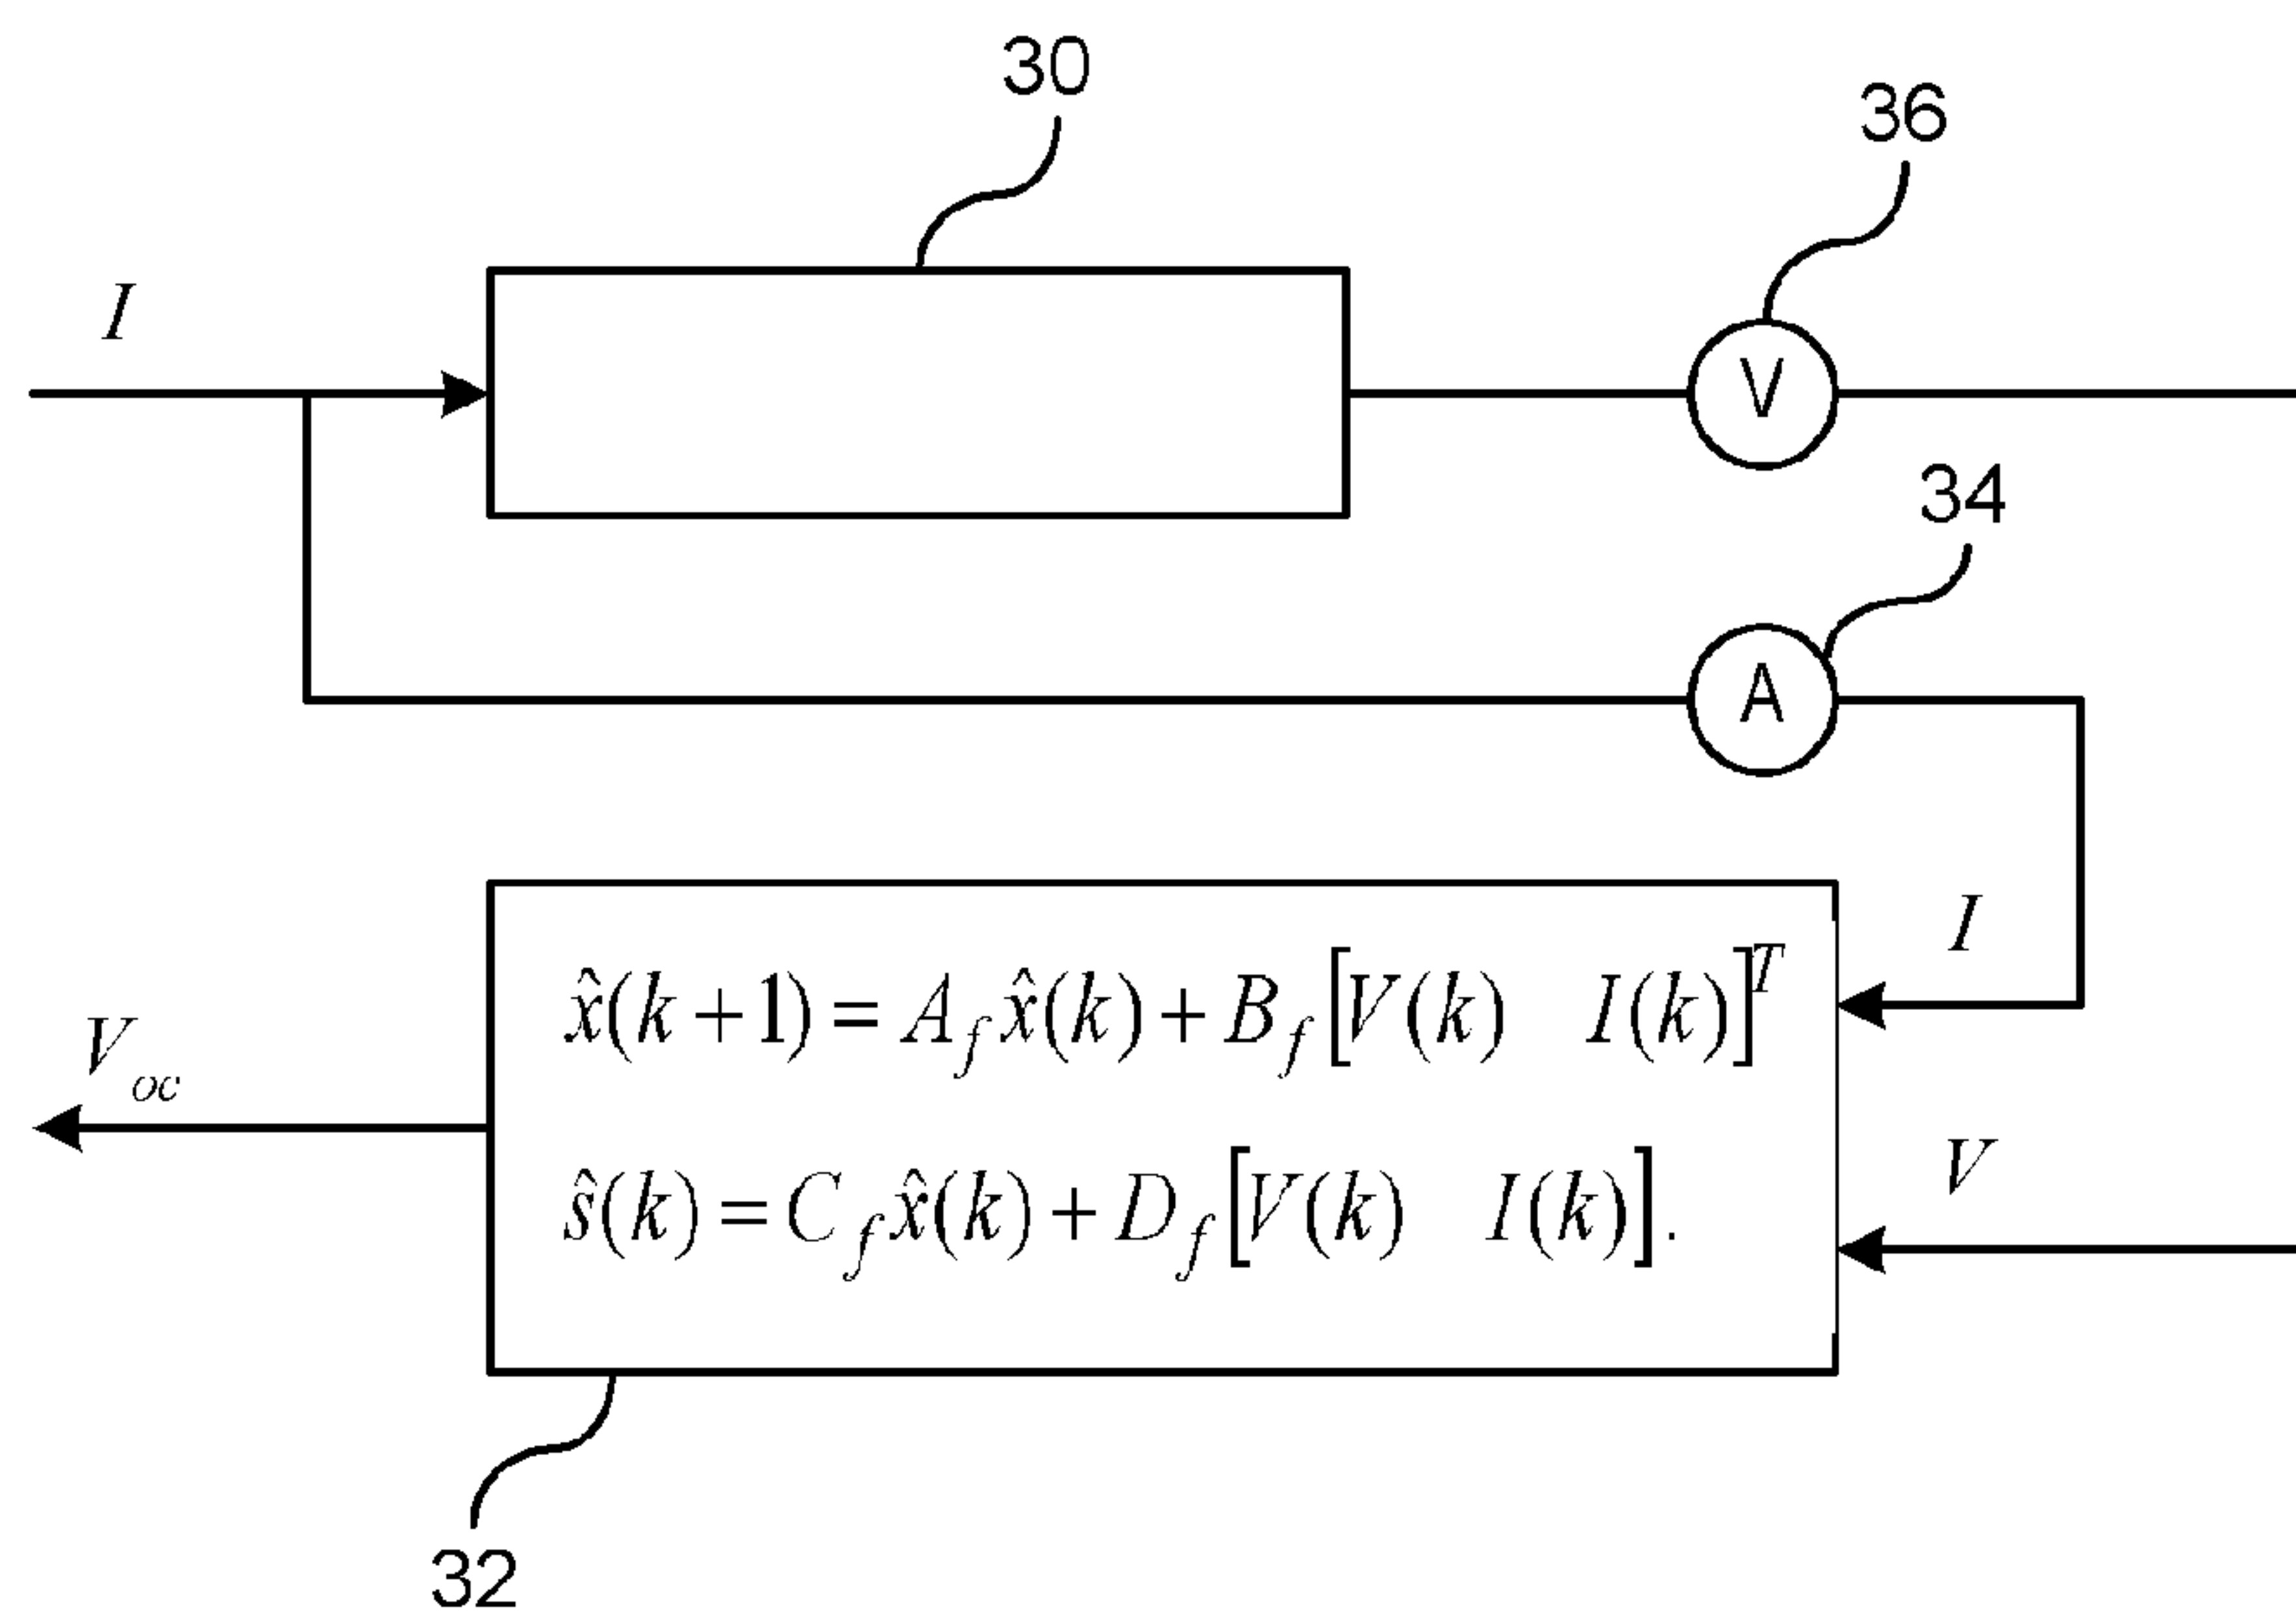 30
36
I
V
34
A
I
x̂(k+1) = A_f x̂(k) + B_f [V(k) I(k)]^T
V_oc
V
ŝ(k) = C_f x̂(k) + D_f [V(k) I(k)].
32